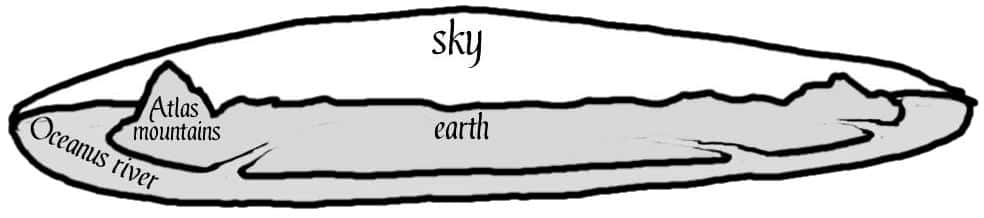 sky
Atlas
mountains
earth
Oceanus river